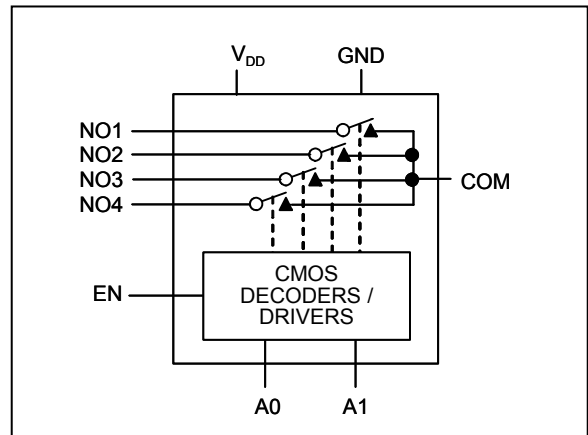 VDD
GND
NO1
NO2
NO3
NO4
COM
EN
CMOS
DECODERS /
DRIVERS
A0
A1